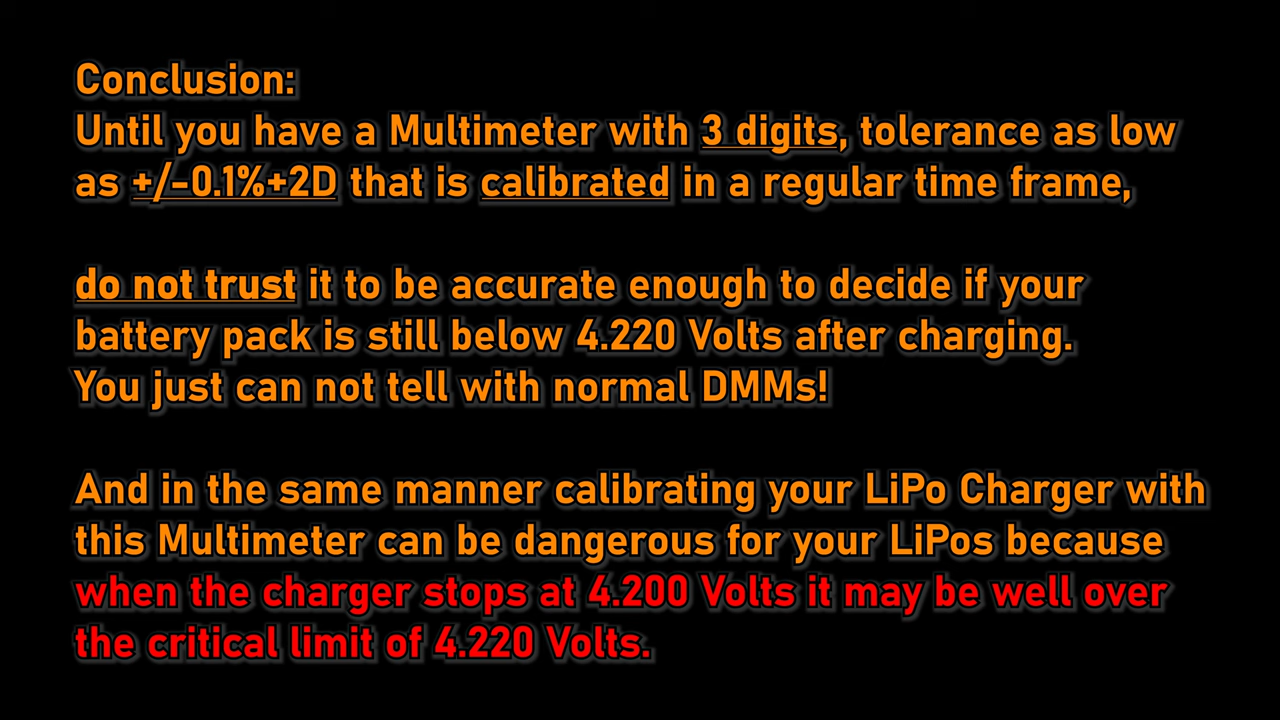 Conclusion:
Until you have a Multimeter with 3 digits, tolerance as low
as +/-0.1%+2D that is calibrated in a regular time frame,
do not trust it to be accurate enough to decide if your
battery pack is still below 4.220 Volts after charging.
You just can not tell with normal DMMs!
And in the same manner calibrating your LiPo Charger with
this Multimeter can be dangerous for your LiPos because
when the charger stops at 4.200 Volts it may be well over
the critical limit of 4.220 Volts.